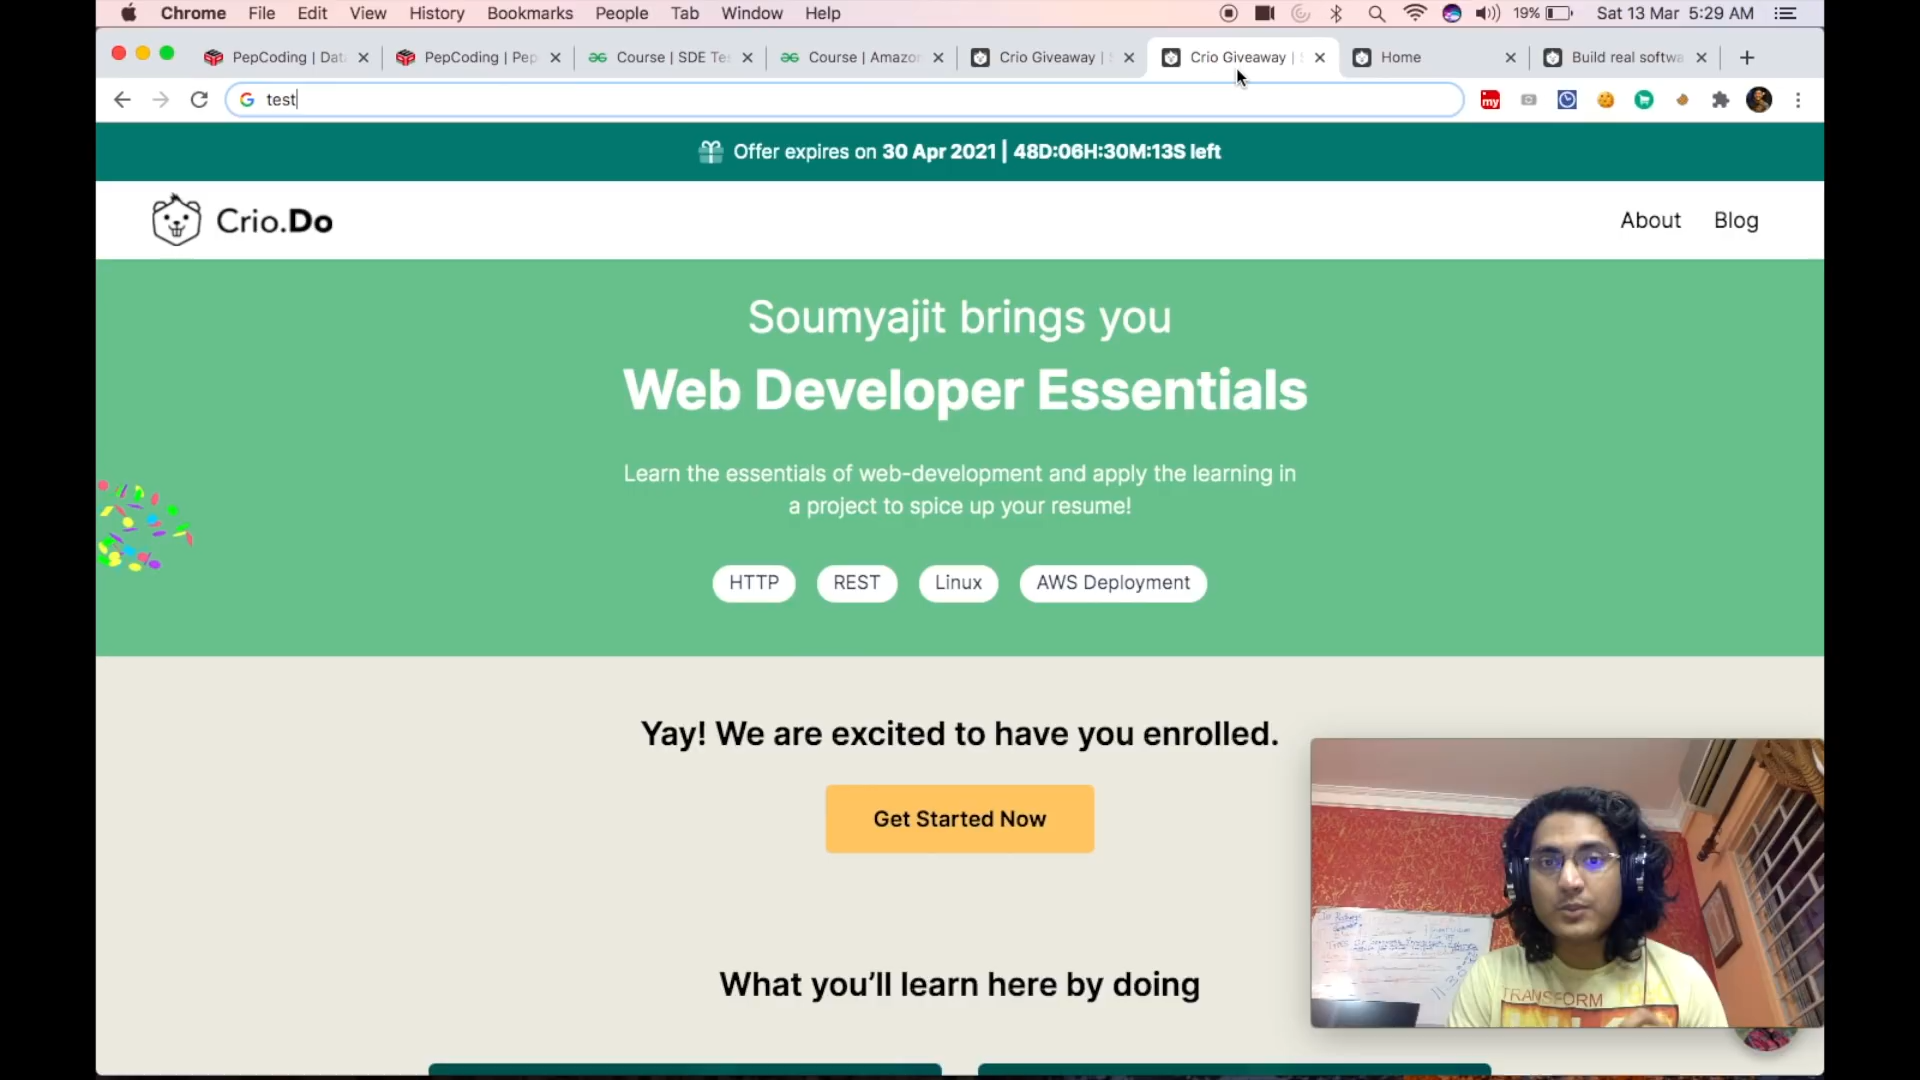 Chrome File Edit View History Bookmarks People Tab Window Help 19% Sat 13 Mar 5:29 AM
PepCoding | Dat PepCoding | Pep Course | SDE Te Course | Amazon Crio Giveaway | Crio Giveaway | Home Build real softwa
test my
Offer expires on 30 Apr 2021 | 48D:06H:30M:13S left
Crio.Do About Blog
Soumyajit brings you
Web Developer Essentials
Learn the essentials of web-development and apply the learning in
a project to spice up your resume!
HTTP REST Linux AWS Deployment
Yay! We are excited to have you enrolled.
Get Started Now
What you’ll learn here by doing
TRANSFORM